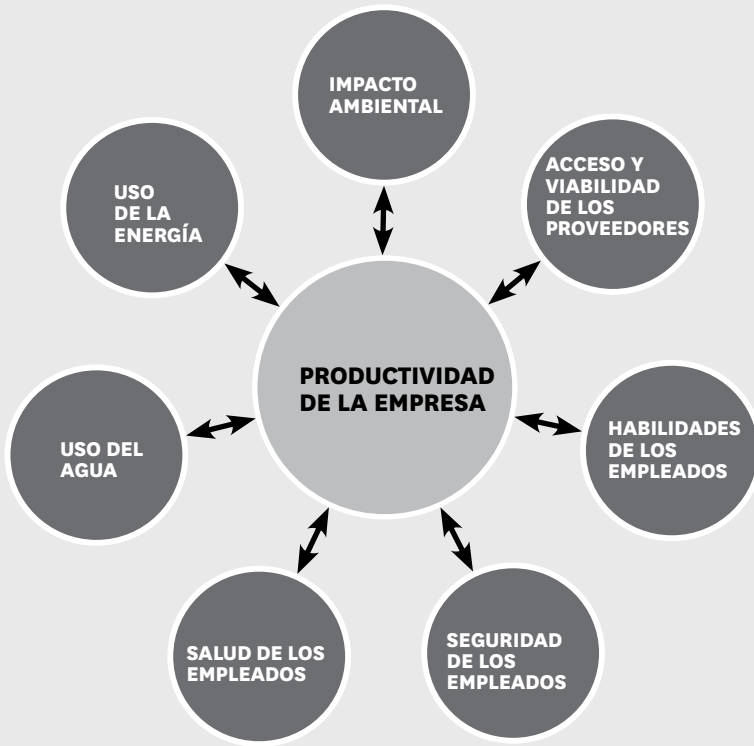 IMPACTO
AMBIENTAL
ACCESO Y
VIABILIDAD
DE LOS
PROVEEDORES
USO
DE LA
ENERGÍA
PRODUCTIVIDAD
DE LA EMPRESA
HABILIDADES
DE LOS
EMPLEADOS
USO DEL
AGUA
SEGURIDAD
DE LOS
EMPLEADOS
SALUD DE LOS
EMPLEADOS